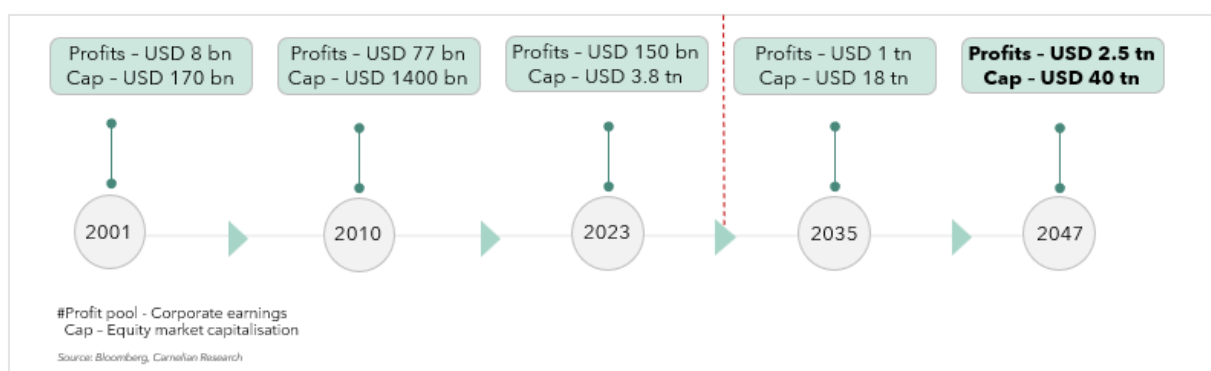 Profits - USD 8 bn
Cap - USD 170 bn
Profits - USD 77 bn
Cap - USD 1400 bn
Profits - USD 150 bn
Cap - USD 3.8 tn
Profits - USD 1 tn
Cap - USD 18 tn
Profits - USD 2.5 tn
Cap - USD 40 tn
2001
2010
2023
2035
2047
#Profit pool - Corporate earnings
Cap - Equity market capitalisation
Source: Bloomberg, Carnelian Research